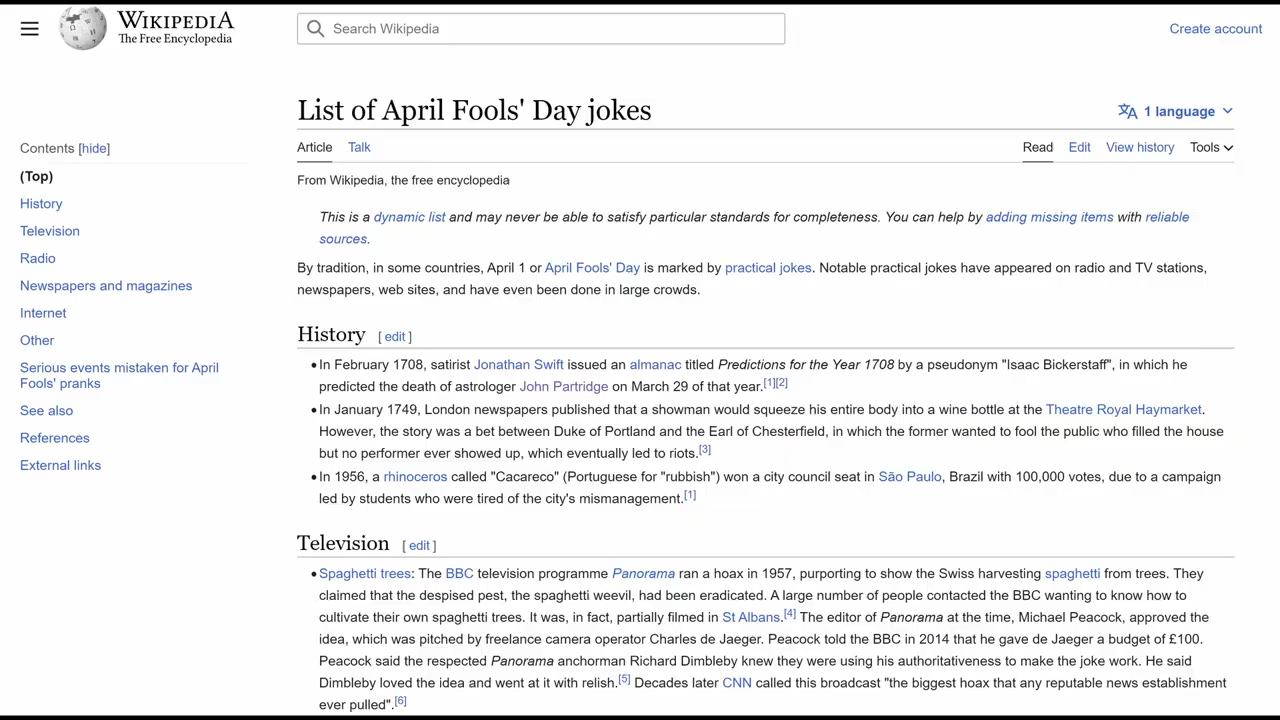 WIKIPEDIA
The Free Encyclopedia
Search Wikipedia
Create account
Contents [hide]
(Top)
History
Television
Radio
Newspapers and magazines
Internet
Other
Serious events mistaken for April
Fools' pranks
See also
References
External links
List of April Fools' Day jokes
1 language
Article Talk
Read Edit View history Tools
From Wikipedia, the free encyclopedia
This is a dynamic list and may never be able to satisfy particular standards for completeness. You can help by adding missing items with reliable
sources.
By tradition, in some countries, April 1 or April Fools' Day is marked by practical jokes. Notable practical jokes have appeared on radio and TV stations,
newspapers, web sites, and have even been done in large crowds.
History [ edit ]
• In February 1708, satirist Jonathan Swift issued an almanac titled Predictions for the Year 1708 by a pseudonym "Isaac Bickerstaff", in which he
predicted the death of astrologer John Partridge on March 29 of that year.[1][2]
• In January 1749, London newspapers published that a showman would squeeze his entire body into a wine bottle at the Theatre Royal Haymarket.
However, the story was a bet between Duke of Portland and the Earl of Chesterfield, in which the former wanted to fool the public who filled the house
but no performer ever showed up, which eventually led to riots.[3]
• In 1956, a rhinoceros called "Cacareco" (Portuguese for "rubbish") won a city council seat in São Paulo, Brazil with 100,000 votes, due to a campaign
led by students who were tired of the city's mismanagement.[1]
Television [ edit ]
• Spaghetti trees: The BBC television programme Panorama ran a hoax in 1957, purporting to show the Swiss harvesting spaghetti from trees. They
claimed that the despised pest, the spaghetti weevil, had been eradicated. A large number of people contacted the BBC wanting to know how to
cultivate their own spaghetti trees. It was, in fact, partially filmed in St Albans.[4] The editor of Panorama at the time, Michael Peacock, approved the
idea, which was pitched by freelance camera operator Charles de Jaeger. Peacock told the BBC in 2014 that he gave de Jaeger a budget of £100.
Peacock said the respected Panorama anchorman Richard Dimbleby knew they were using his authoritativeness to make the joke work. He said
Dimbleby loved the idea and went at it with relish.[5] Decades later CNN called this broadcast "the biggest hoax that any reputable news establishment
ever pulled".[6]